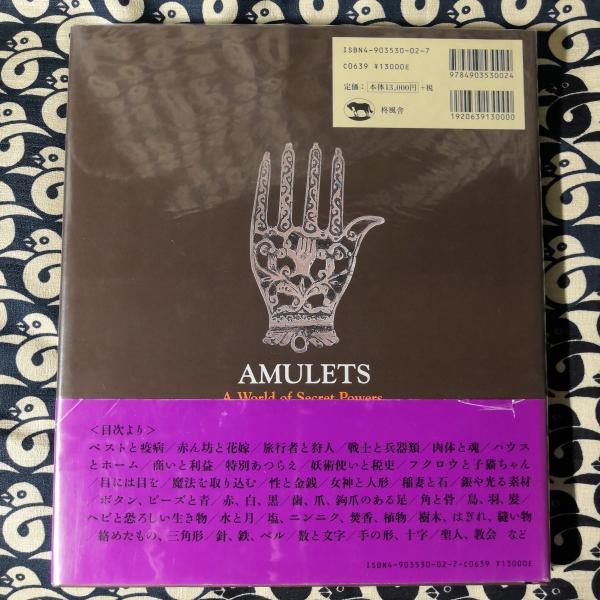 ISBN4-903530-02-7
C0639 ¥13000E
定価：本体13,000円+税
柊風舎
9784903530024
1920639130000
AMULETS
A World of Secret Powers
＜目次より＞
ペストと疫病／赤ん坊と花嫁／旅行者と狩人／戦士と兵器類／肉体と魂／ハウス
とホーム／商いと利益／特別あつらえ／妖術使いと税吏／フクロウと子猫ちゃん
／目には目を／魔法を取り込む／性と金銭／女神と人形／稲妻と石／銀や光る素材
／ボタン、ビーズと青／赤、白、黒／歯、爪、鉤爪のある足／角と骨／鳥、羽、髪／
ヘビと恐ろしい生き物／水と月／塩、ニンニク、焚香、植物／樹木、はぎれ、縫い物
／絡めたもの、三角形／針、鉄、ベル／数と文字／手の形、十字／聖人、教会 など
ISBN4-903530-02-7-C0639 ¥13000E